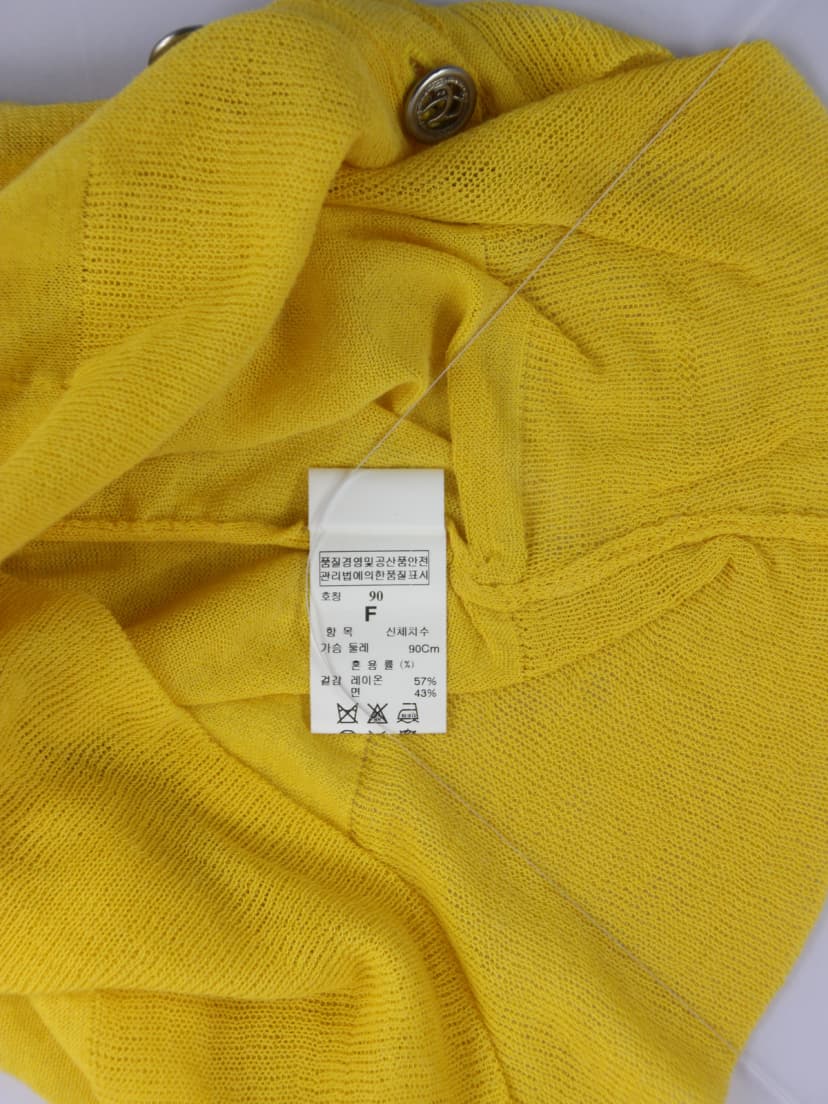 품질경영및공산품안전
관리법에의한품질표시
호칭 90
F
항 목 신체치수
가슴 둘레 90Cm
혼 용 률 (%)
겉감 레이온 57%
면 43%